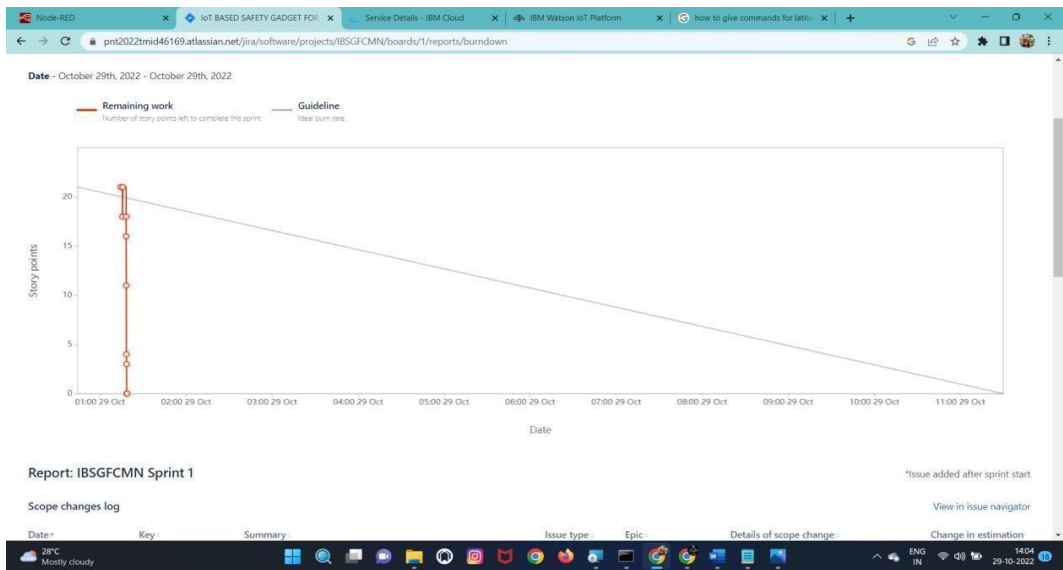 Node-RED
IoT BASED SAFETY GADGET FOR
Service Details - IBM Cloud
IBM Watson IoT Platform
how to give commands for latitu
pnt2022tmid46169.atlassian.net/jira/software/projects/IBSGFCMN/boards/1/reports/burndown
Date - October 29th, 2022 - October 29th, 2022
Remaining work
Number of story points left to complete this sprint.
Guideline
Ideal burn rate.
Story points
20
15
10
5
0
01:00 29 Oct 02:00 29 Oct 03:00 29 Oct 04:00 29 Oct 05:00 29 Oct 06:00 29 Oct 07:00 29 Oct 08:00 29 Oct 09:00 29 Oct 10:00 29 Oct 11:00 29 Oct
Date
Report: IBSGFCMN Sprint 1
*Issue added after sprint start
Scope changes log
View in issue navigator
Date Key Summary Issue type Epic Details of scope change Change in estimation
28°C
Mostly cloudy
ENG
IN
14:04
29-10-2022
18